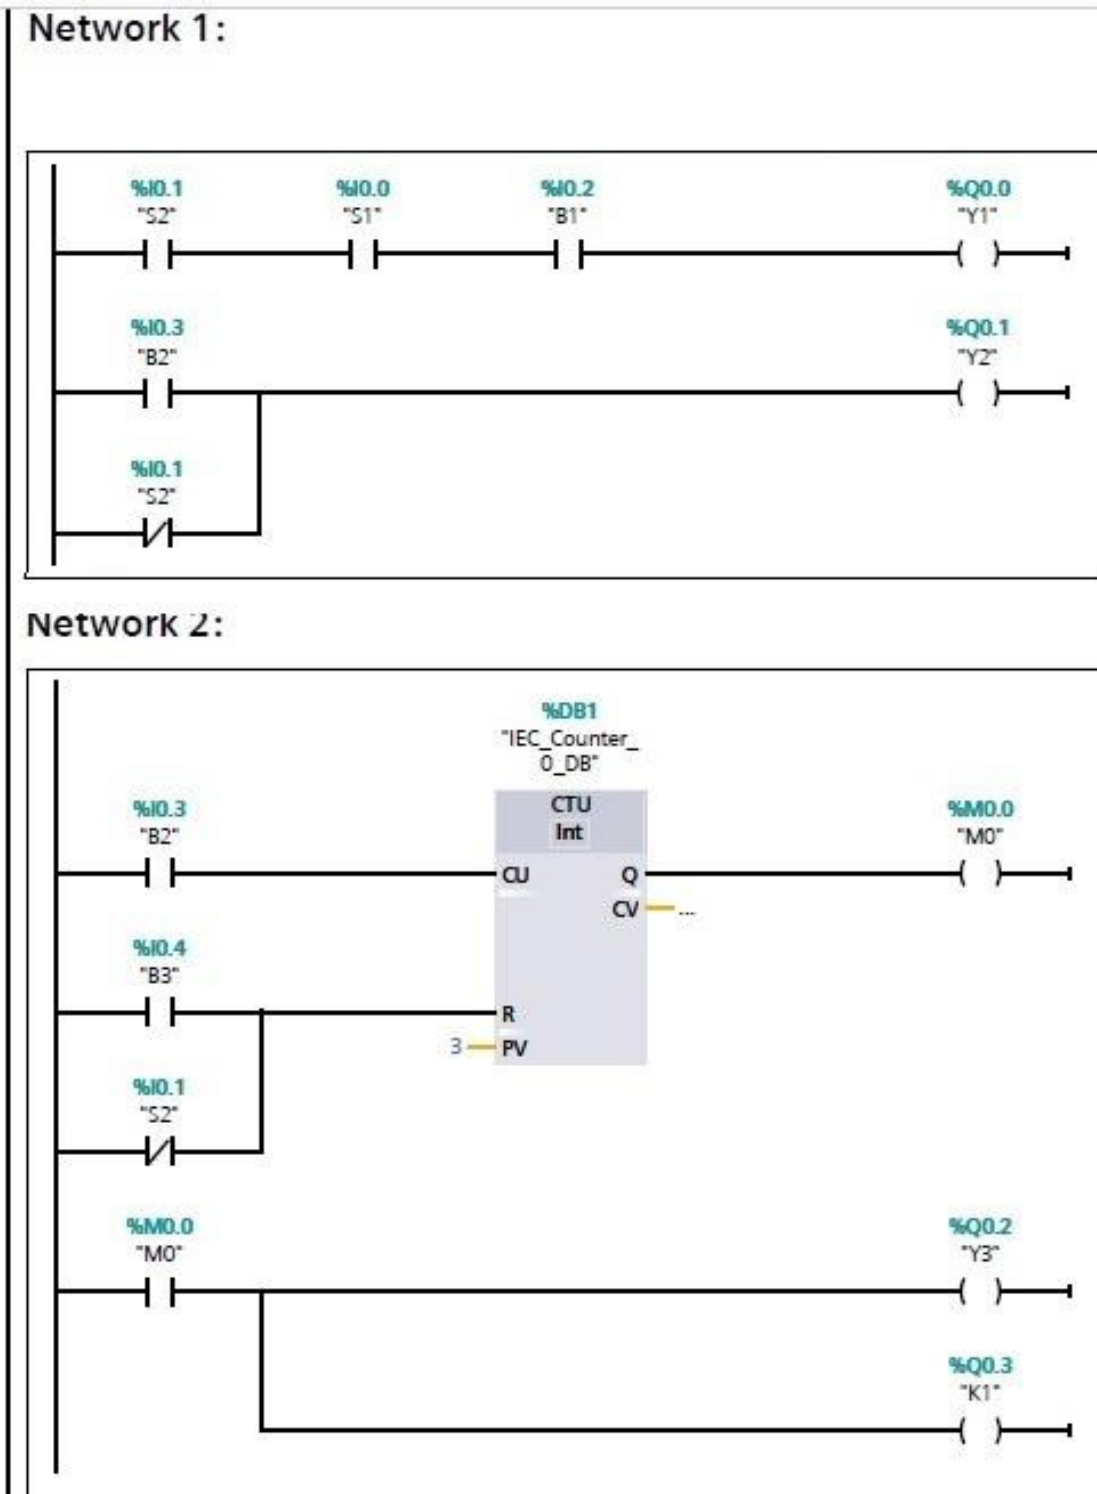 Network 1:
%I0.1 %I0.0 %I0.2 %Q0.0
"S2" "S1" "B1" "Y1"
%I0.3 %Q0.1
"B2" "Y2"
%I0.1
"S2"
Network 2:
%DB1
"IEC_Counter_
0_DB"
CTU
Int
%I0.3 %M0.0
"B2" "M0"
CU Q
CV ...
%I0.4
"B3"
R
3 PV
%I0.1
"S2"
%M0.0 %Q0.2
"M0" "Y3"
%Q0.3
"K1"